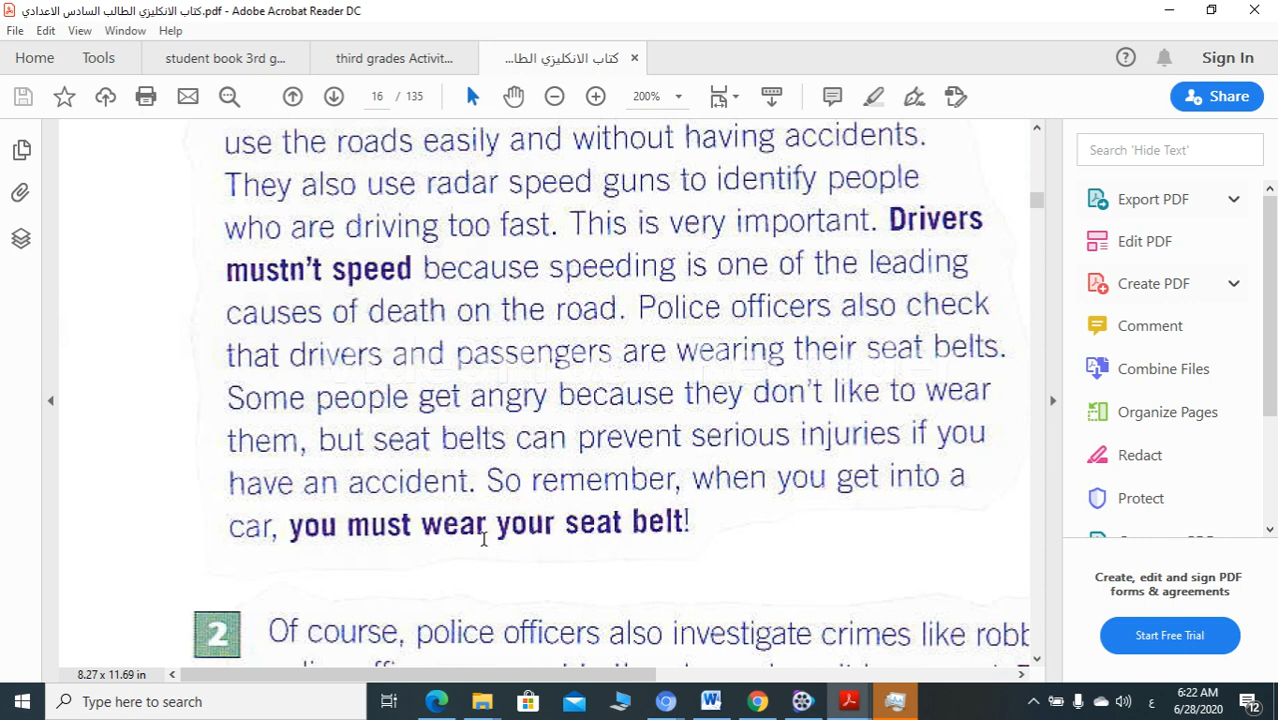 كتاب الانكليزي الطالب السادس الاعدادي.pdf - Adobe Acrobat Reader DC
File Edit View Window Help
Home Tools student book 3rd g... third grades Activit... كتاب الانكليزي الطا... × Sign In
16 / 135 200% Share
use the roads easily and without having accidents.
They also use radar speed guns to identify people
who are driving too fast. This is very important. Drivers
mustn't speed because speeding is one of the leading
causes of death on the road. Police officers also check
that drivers and passengers are wearing their seat belts.
Some people get angry because they don't like to wear
them, but seat belts can prevent serious injuries if you
have an accident. So remember, when you get into a
car, you must wear your seat belt!
2 Of course, police officers also investigate crimes like robb
8.27 x 11.69 in
Search 'Hide Text'
Export PDF
Edit PDF
Create PDF
Comment
Combine Files
Organize Pages
Redact
Protect
Create, edit and sign PDF
forms & agreements
Start Free Trial
Type here to search
ع 6:22 AM
6/28/2020
12